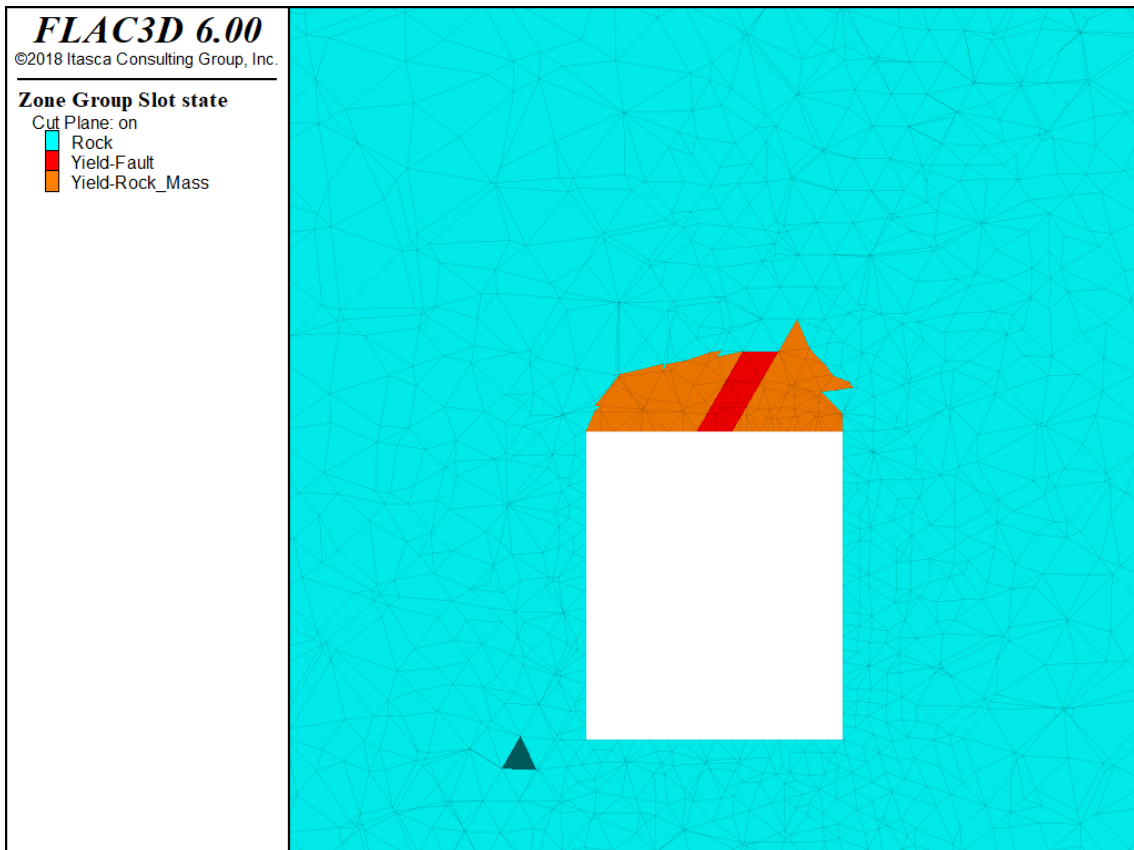 FLAC3D 6.00
©2018 Itasca Consulting Group, Inc.
Zone Group Slot state
Cut Plane: on
Rock
Yield-Fault
Yield-Rock_Mass